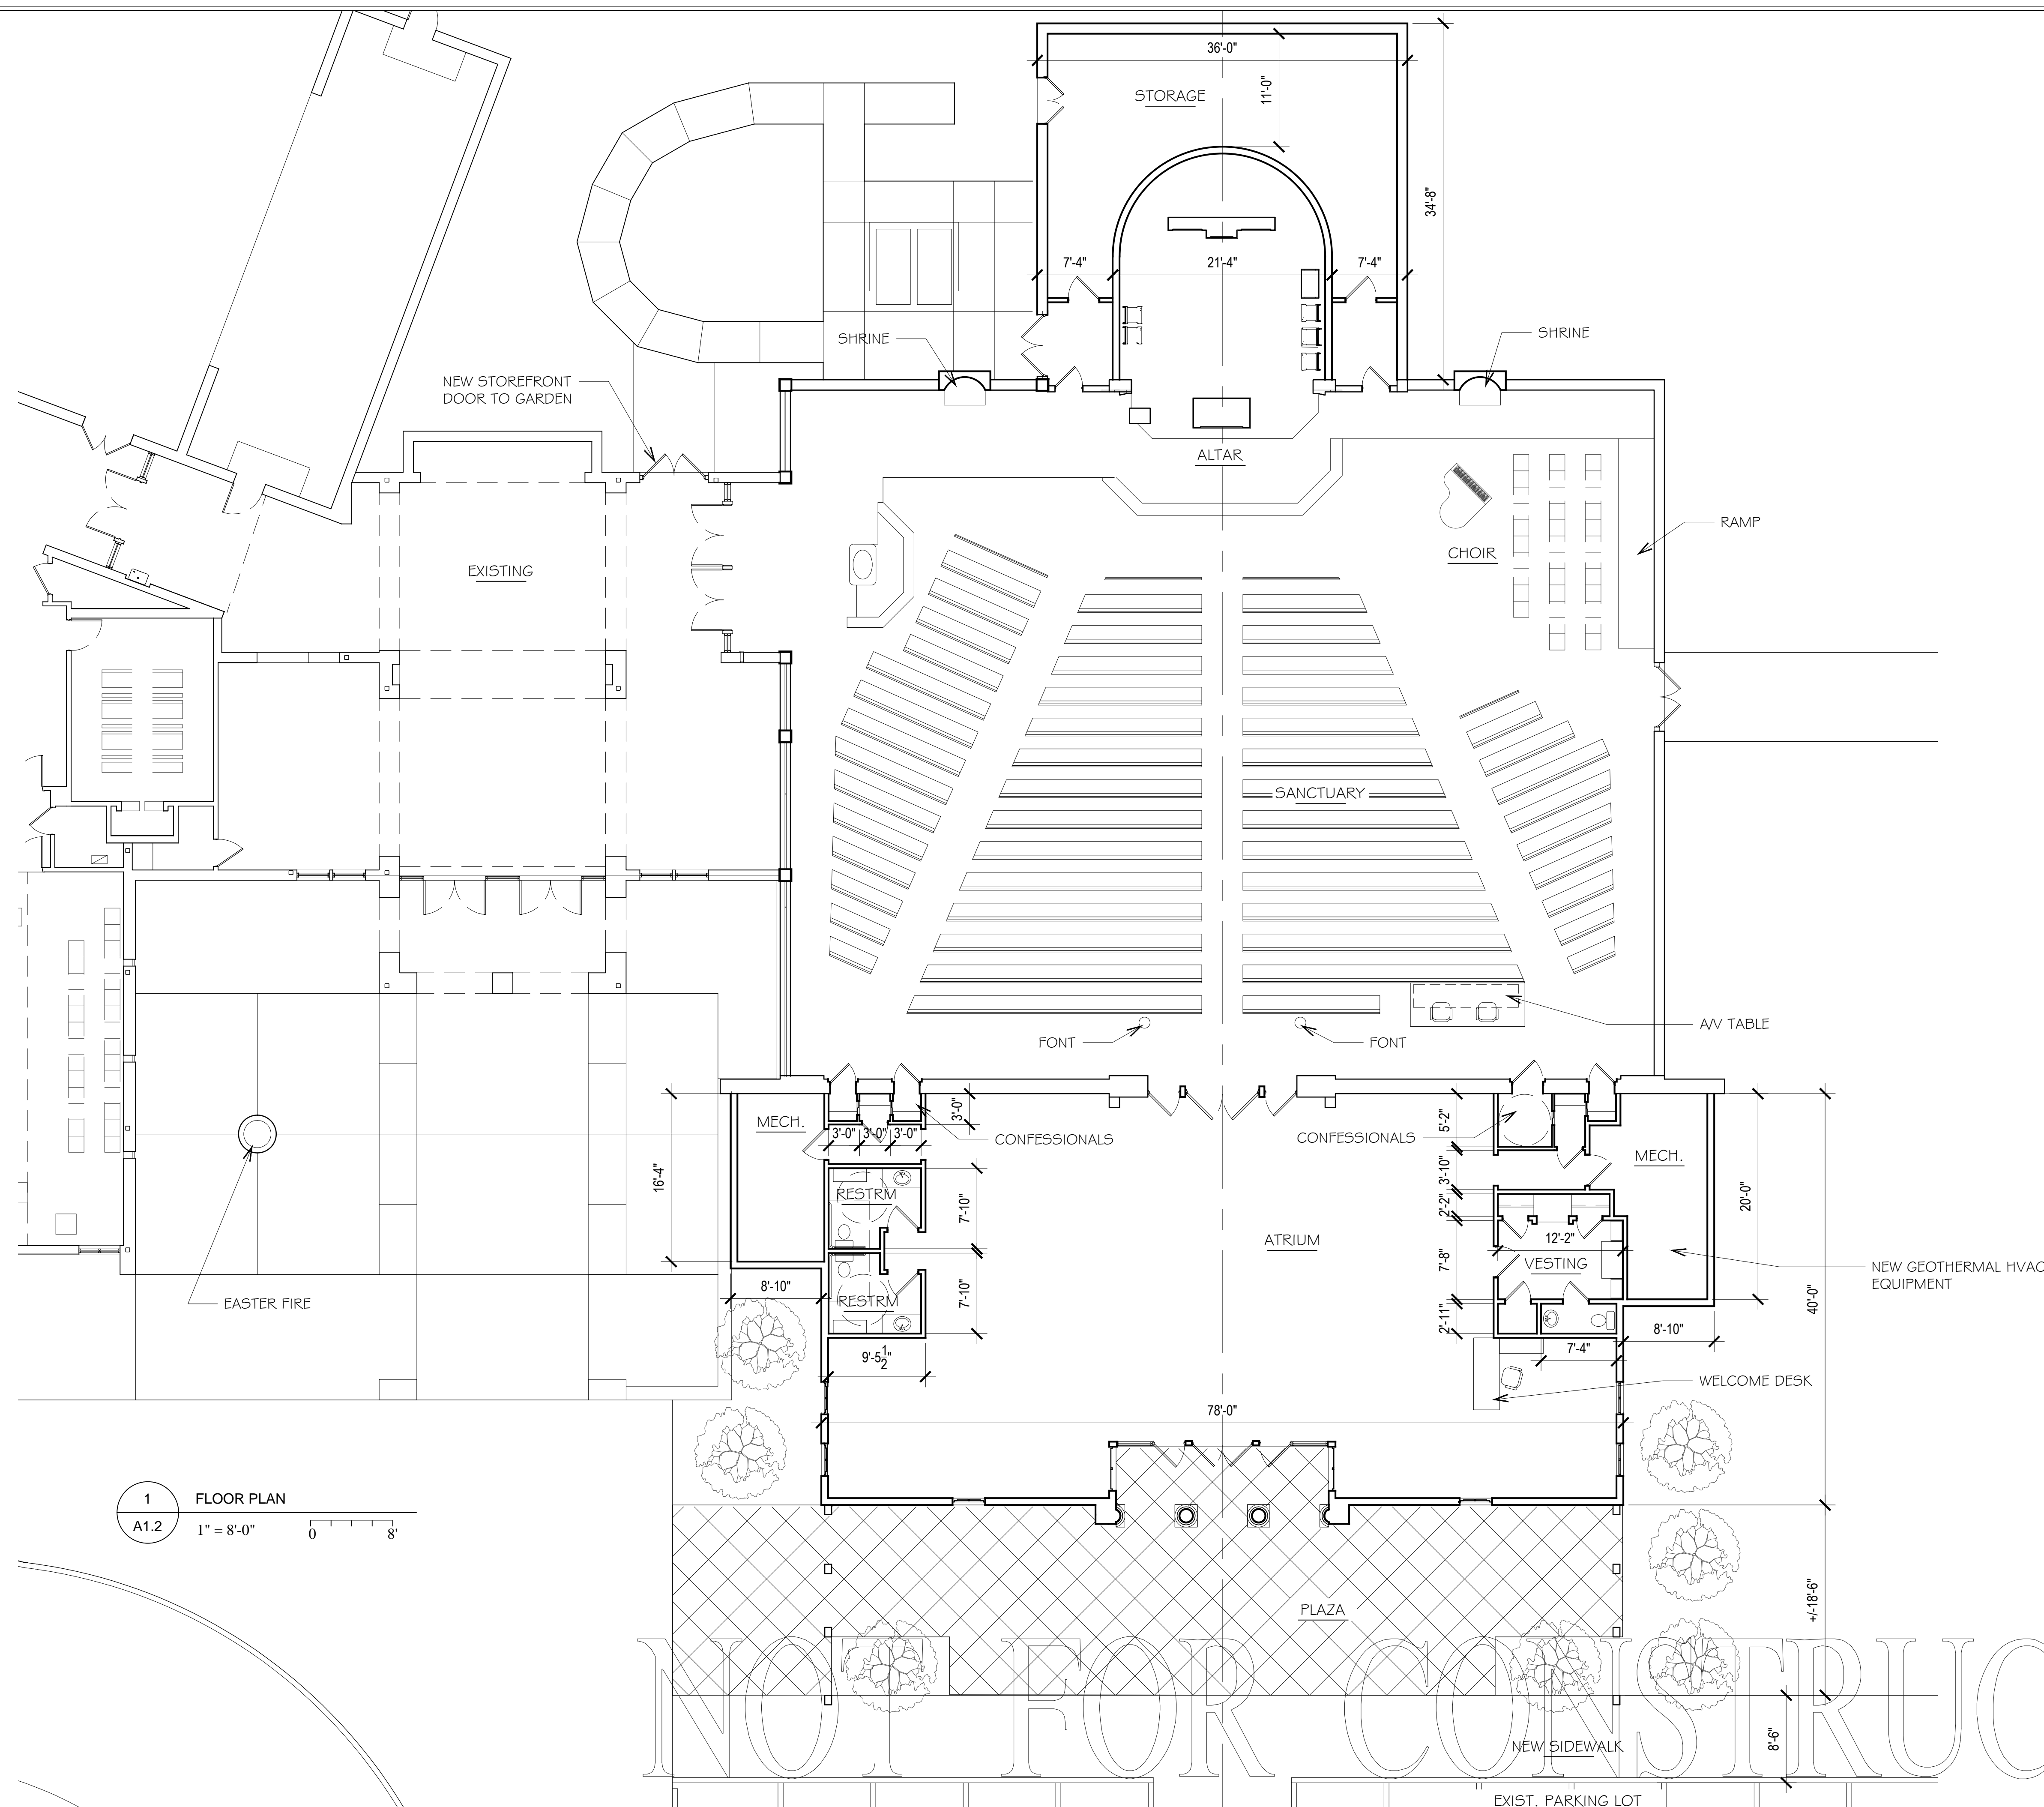 36'-0"
STORAGE
11'-0"
34'-8"
7'-4"
21'-4"
7'-4"
SHRINE
SHRINE
NEW STOREFRONT
DOOR TO GARDEN
ALTAR
RAMP
CHOIR
EXISTING
SANCTUARY
A/V TABLE
FONT
FONT
MECH.
3'-0"
3'-0"
3'-0"
3'-0"
CONFESSIONALS
CONFESSIONALS
5'-2"
MECH.
3'-10"
16'-4"
RESTRM
7'-10"
2'-2"
20'-0"
ATRIUM
12'-2"
7'-8"
VESTING
NEW GEOTHERMAL HVAC
EQUIPMENT
8'-10"
RESTRM
7'-10"
EASTER FIRE
40'-0"
2'-11"
8'-10"
7'-4"
9'-5 1/2"
WELCOME DESK
78'-0"
1
FLOOR PLAN
A1.2
1" = 8'-0"
0 8'
PLAZA
+/-18'-6"
NOT FOR CONSTRUC
NEW SIDEWALK
8'-6"
EXIST. PARKING LOT